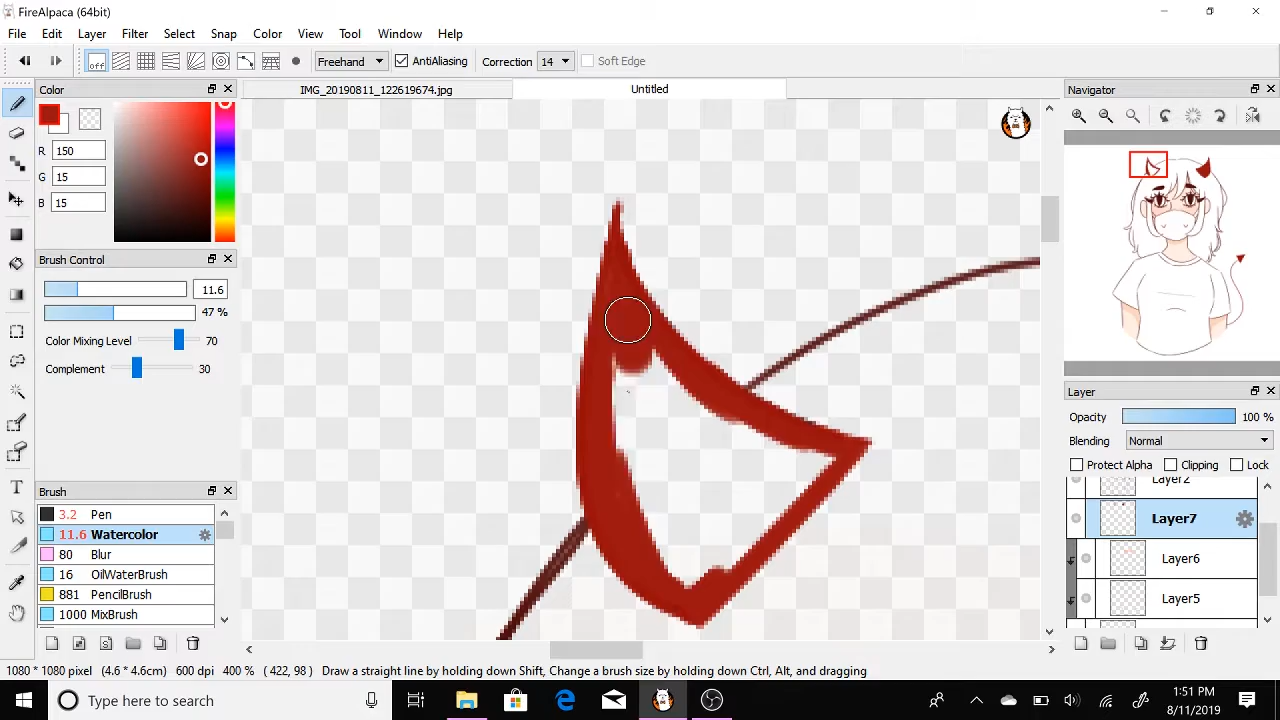 FireAlpaca (64bit)
File Edit Layer Filter Select Snap Color View Tool Window Help
off Freehand AntiAliasing Correction 14 Soft Edge
Color
IMG_20190811_122619674.jpg Untitled
Navigator
R 150
G 15
B 15
Brush Control
11.6
47 %
Color Mixing Level 70
Complement 30
Brush
3.2 Pen
11.6 Watercolor
80 Blur
16 OilWaterBrush
881 PencilBrush
1000 MixBrush
Layer
Opacity 100 %
Blending Normal
Protect Alpha Clipping Lock
Layer2
Layer7
Layer6
Layer5
1080 * 1080 pixel (4.6 * 4.6cm) 600 dpi 400 % ( 422, 98 ) Draw a straight line by holding down Shift, Change a brush size by holding down Ctrl, Alt, and dragging
Type here to search
1:51 PM
8/11/2019